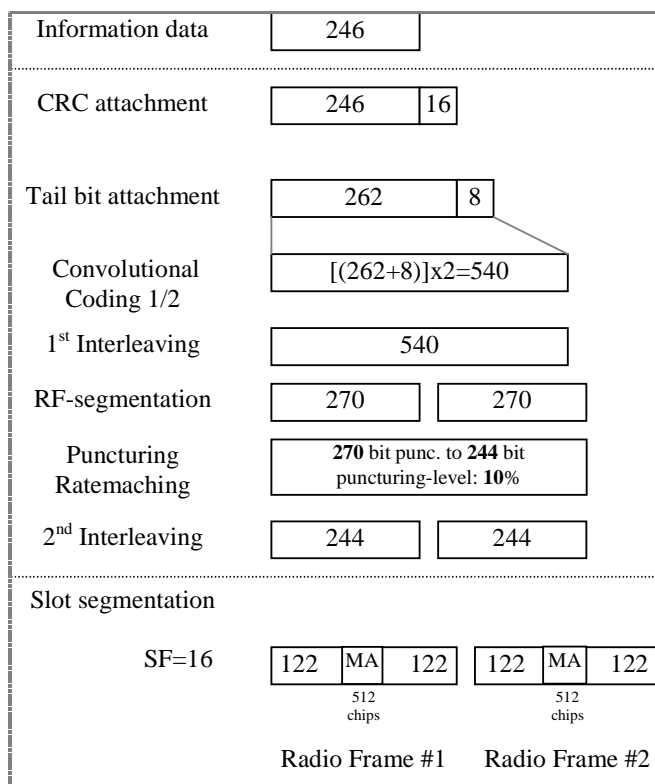 Information data 246
CRC attachment 246 16
Tail bit attachment 262 8
Convolutional
Coding 1/2
[(262+8)]x2=540
1st Interleaving 540
RF-segmentation 270 270
Puncturing
Ratemaching
270 bit punc. to 244 bit
puncturing-level: 10%
2nd Interleaving 244 244
Slot segmentation
SF=16 122 MA 122 122 MA 122
512 512
chips chips
Radio Frame #1 Radio Frame #2